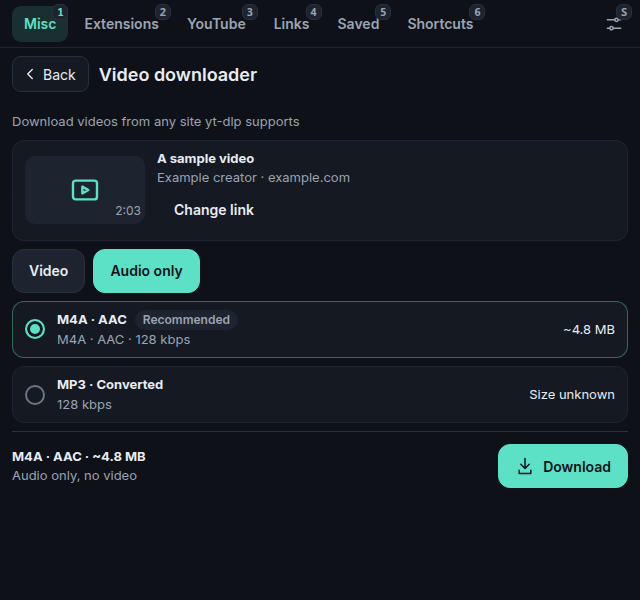 Misc 1 Extensions 2 YouTube 3 Links 4 Saved 5 Shortcuts 6 S
Back Video downloader
Download videos from any site yt-dlp supports
A sample video
Example creator · example.com
2:03
Change link
Video Audio only
M4A · AAC Recommended
M4A · AAC · 128 kbps
~4.8 MB
MP3 · Converted
128 kbps
Size unknown
M4A · AAC · ~4.8 MB
Audio only, no video
Download